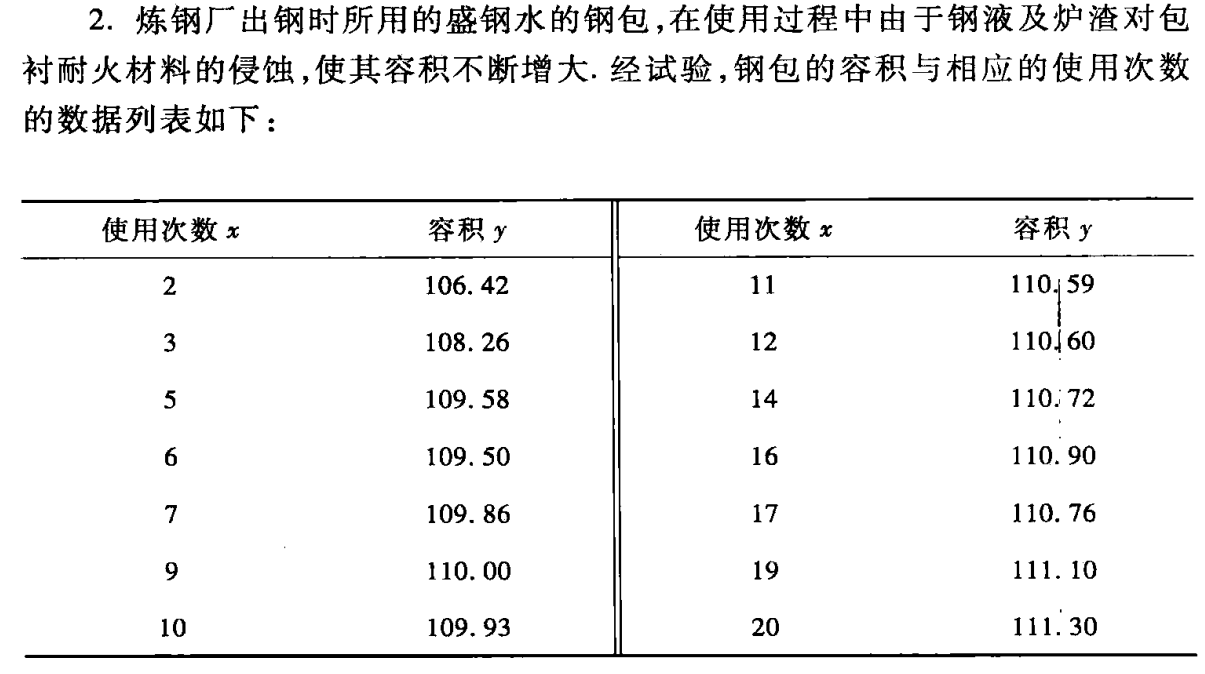 2. 炼钢厂出钢时所用的盛钢水的钢包,在使用过程中由于钢液及炉渣对包
衬耐火材料的侵蚀,使其容积不断增大. 经试验,钢包的容积与相应的使用次数
的数据列表如下:
使用次数 x 容积 y 使用次数 x 容积 y
2 106.42 11 110.59
3 108.26 12 110.60
5 109.58 14 110.72
6 109.50 16 110.90
7 109.86 17 110.76
9 110.00 19 111.10
10 109.93 20 111.30